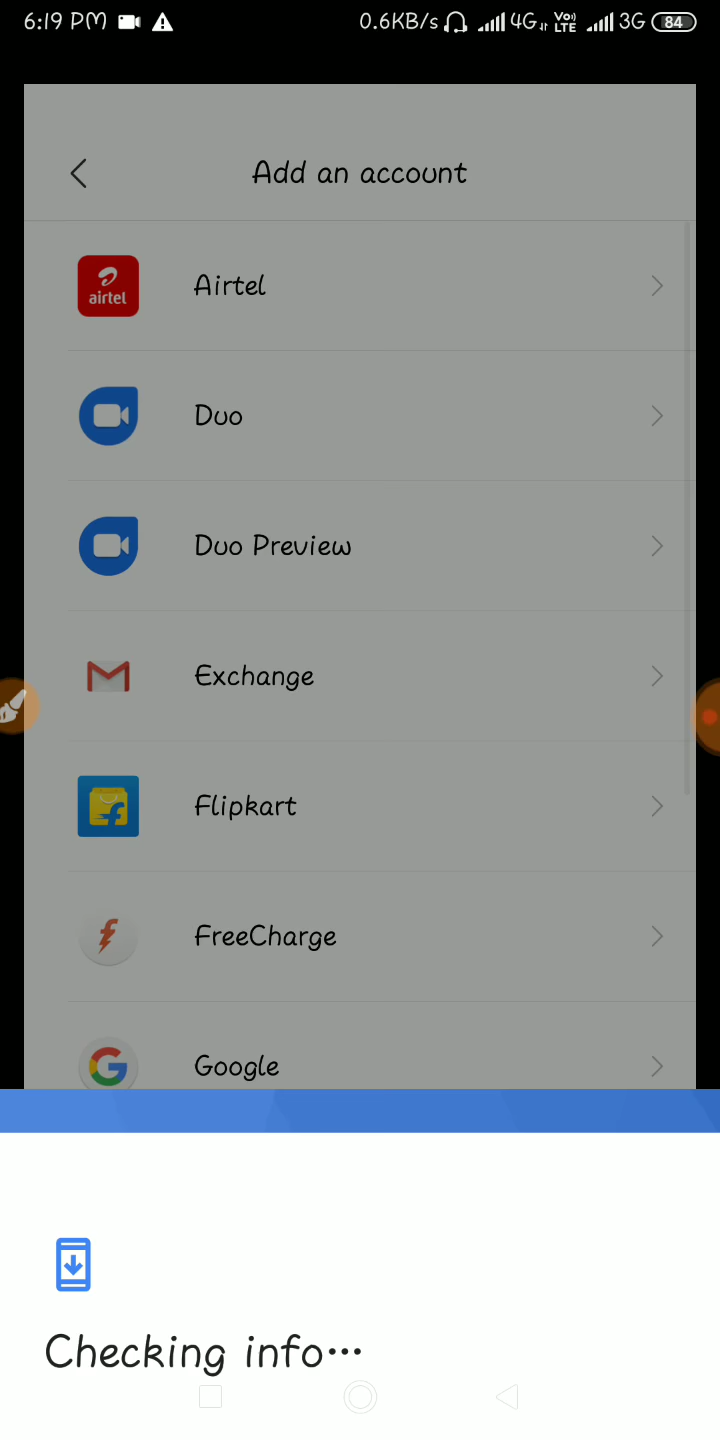 6:19 PM 0.6KB/s 4G Vo)) LTE 3G 84
Add an account
airtel Airtel
Duo
Duo Preview
Exchange
Flipkart
FreeCharge
Google
Checking info...